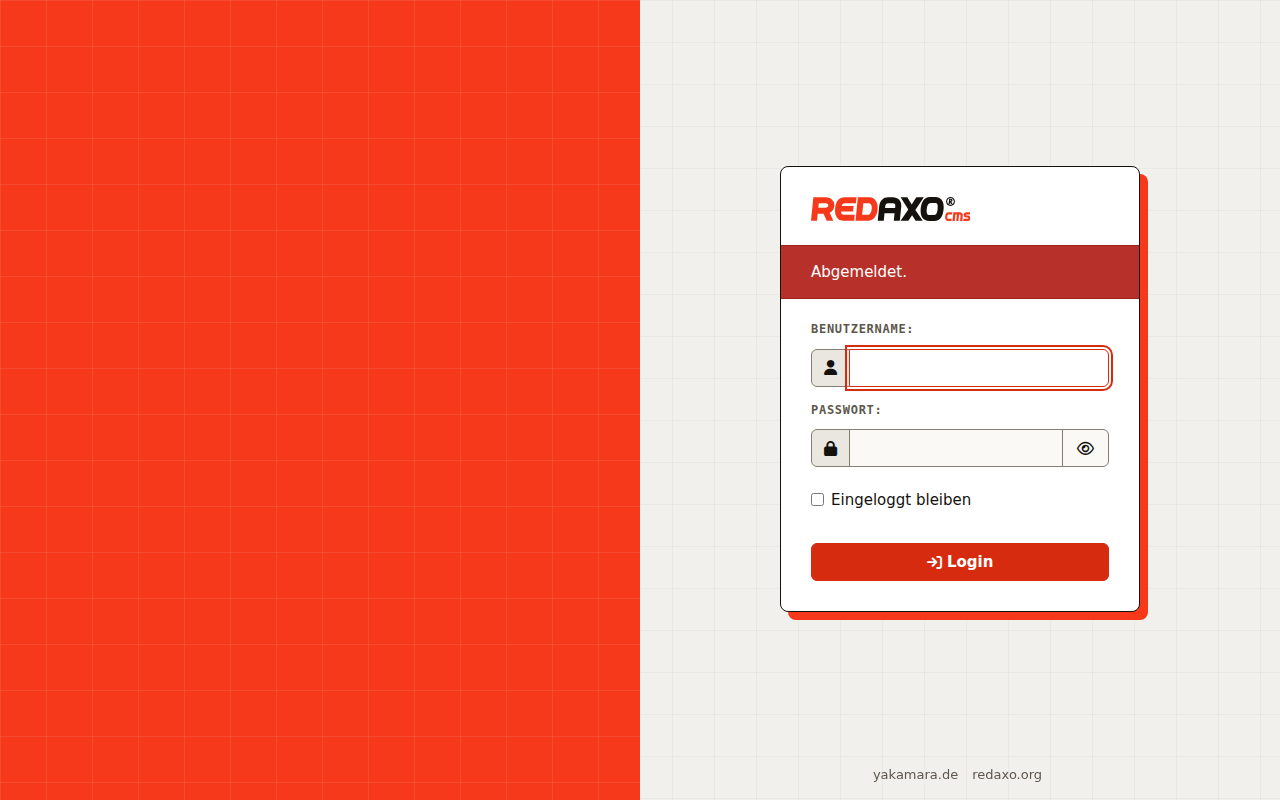 REDAXO® cms
Abgemeldet.
BENUTZERNAME:
PASSWORT:
Eingeloggt bleiben
Login
yakamara.de redaxo.org